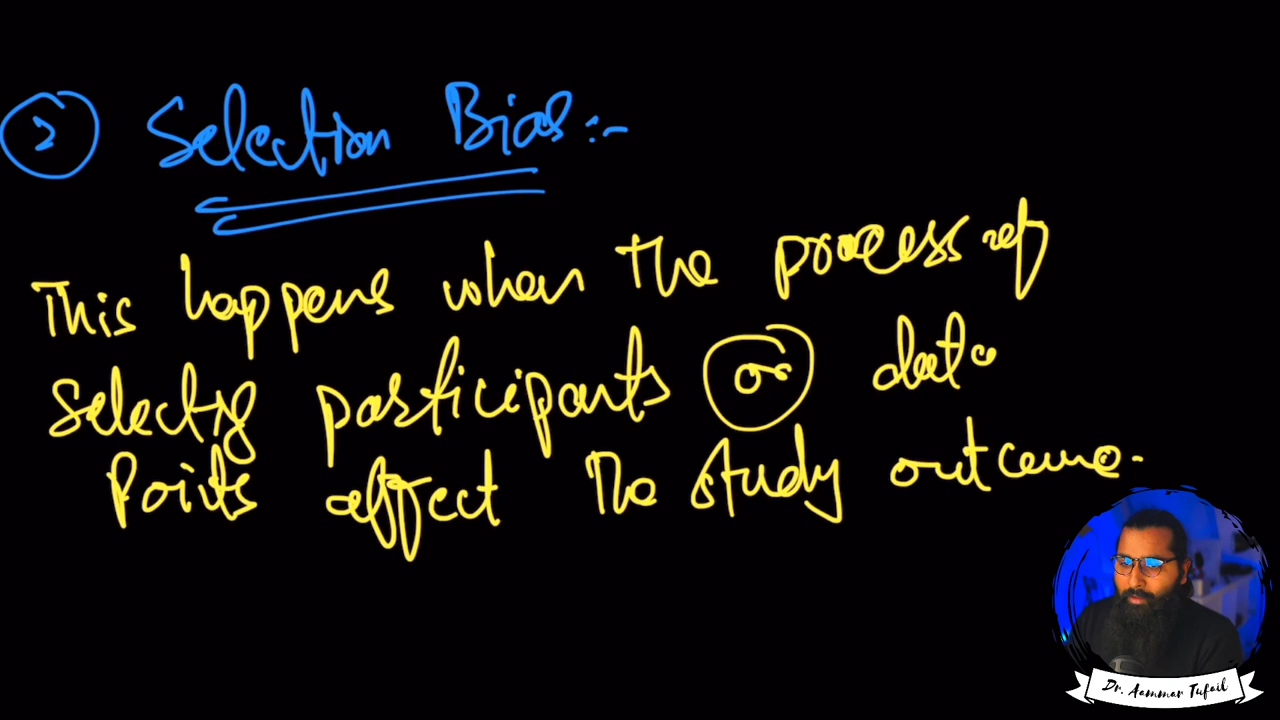 2 Selection Bias:-
This happens when the process of
Selectig participants or data
Points affect the study outcome.
Dr. Aammar Tufail